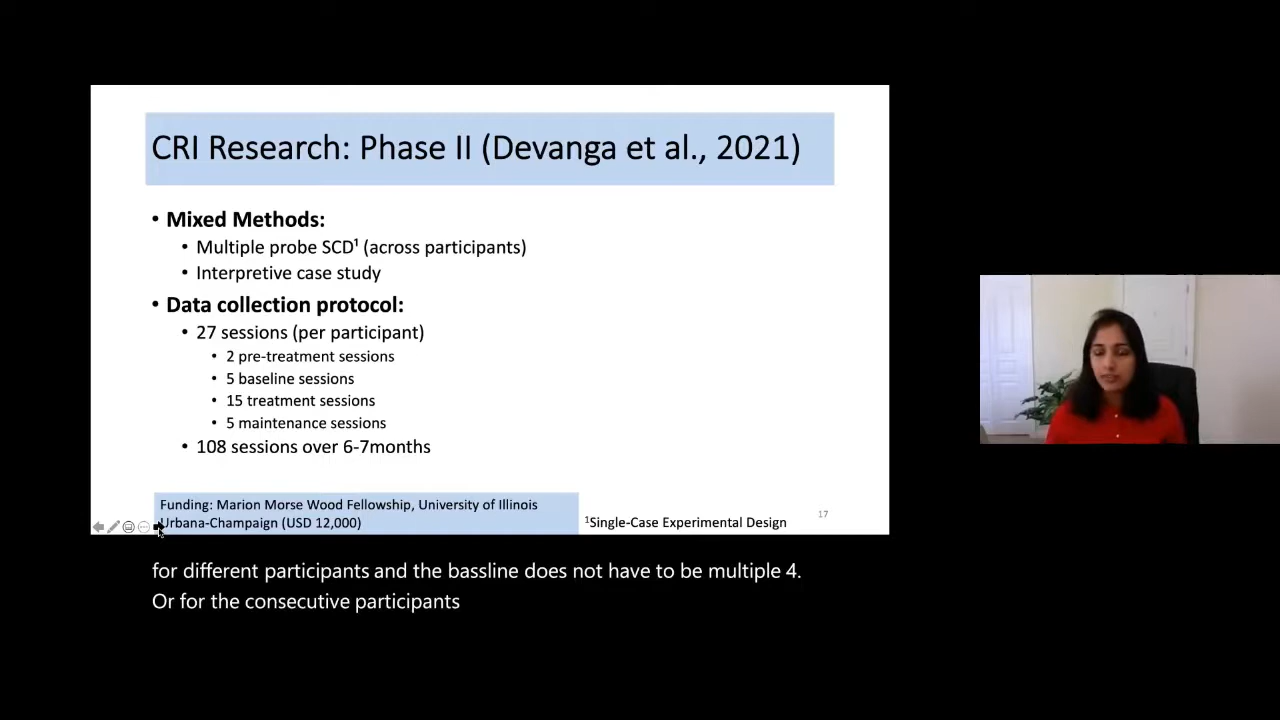 CRI Research: Phase II (Devanga et al., 2021)
• Mixed Methods:
• Multiple probe SCD¹ (across participants)
• Interpretive case study
• Data collection protocol:
• 27 sessions (per participant)
• 2 pre-treatment sessions
• 5 baseline sessions
• 15 treatment sessions
• 5 maintenance sessions
• 108 sessions over 6-7months
Funding: Marion Morse Wood Fellowship, University of Illinois
Urbana-Champaign (USD 12,000)
¹Single-Case Experimental Design
17
for different participants and the bassline does not have to be multiple 4.
Or for the consecutive participants